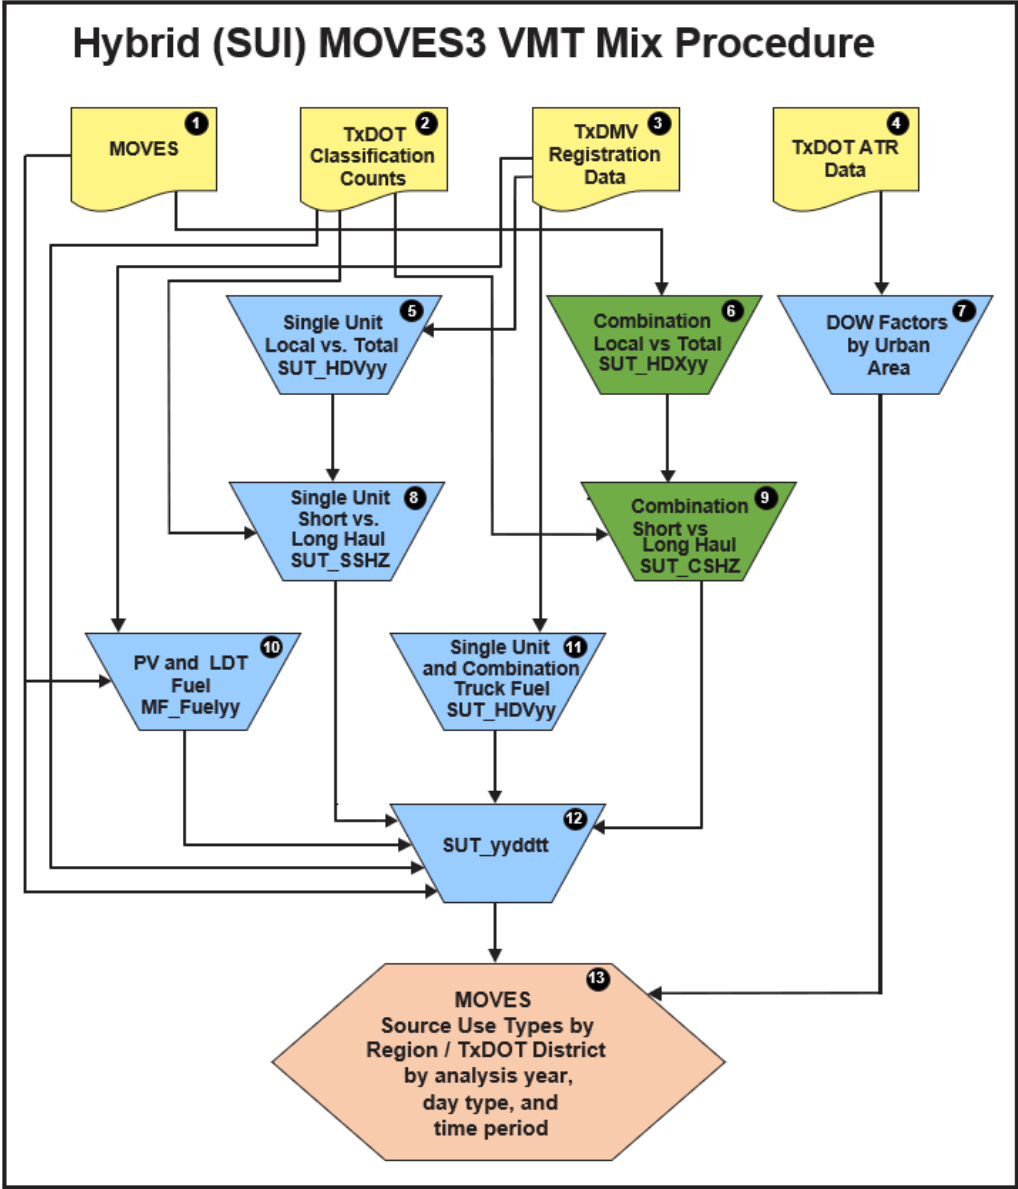 Hybrid (SUI) MOVES3 VMT Mix Procedure
1
MOVES
2
TxDOT
Classification
Counts
3
TxDMV
Registration
Data
4
TxDOT ATR
Data
5
Single Unit
Local vs. Total
SUT_HDVyy
6
Combination
Local vs Total
SUT_HDXyy
7
DOW Factors
by Urban
Area
8
Single Unit
Short vs.
Long Haul
SUT_SSHZ
9
Combination
Short vs
Long Haul
SUT_CSHZ
10
PV and LDT
Fuel
MF_Fuelyy
11
Single Unit
and Combination
Truck Fuel
SUT_HDVyy
12
SUT_yyddtt
13
MOVES
Source Use Types by
Region / TxDOT District
by analysis year,
day type, and
time period